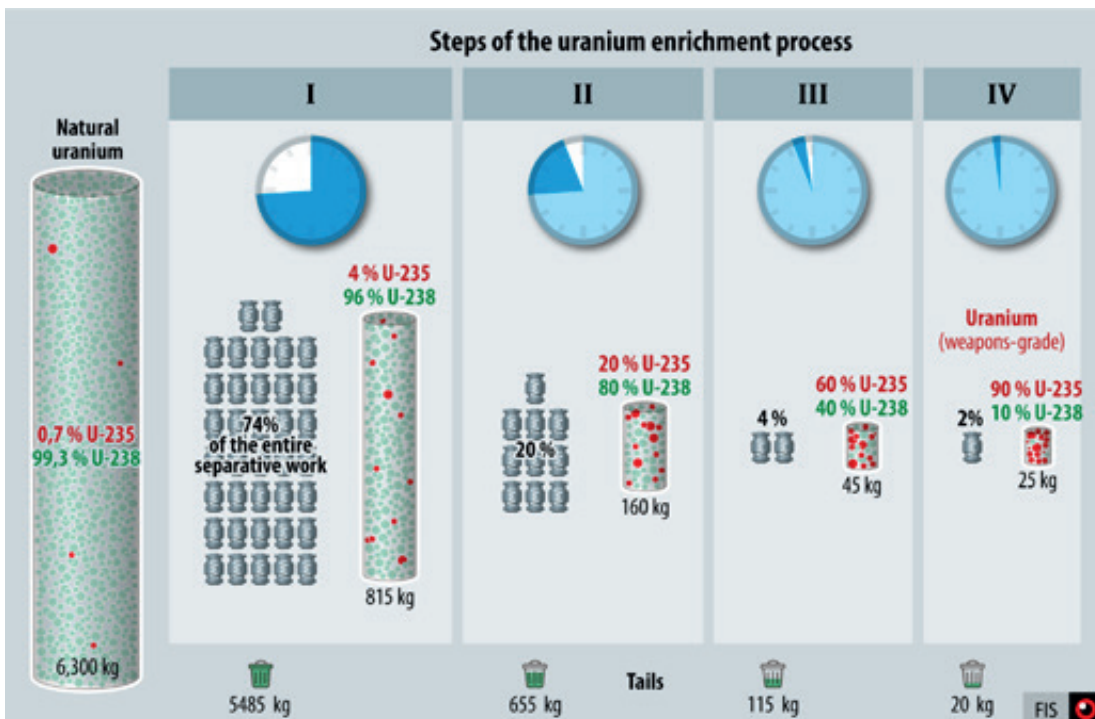 Steps of the uranium enrichment process
I
II
III
IV
Natural
uranium
0,7 % U-235
99,3 % U-238
6,300 kg
4 % U-235
96 % U-238
74%
of the entire
separative work
815 kg
20 % U-235
80 % U-238
20 %
160 kg
60 % U-235
40 % U-238
4 %
45 kg
Uranium
(weapons-grade)
90 % U-235
10 % U-238
2%
25 kg
Tails
5485 kg
655 kg
115 kg
20 kg
FIS